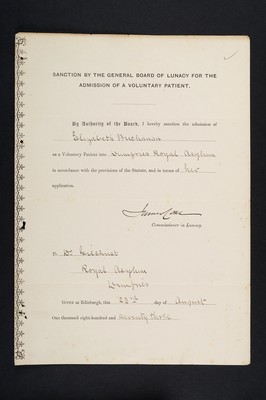 SANCTION BY THE GENERAL BOARD OF LUNACY FOR THE
ADMISSION OF A VOLUNTARY PATIENT.
By Authority of the Board, I hereby sanction the admission of
Elizabeth Buchanan
as a Voluntary Patient into Dumfries Royal Asylum
in accordance with the provisions of the Statute, and in terms of her
application.
Commissioner in Lunacy.
To Dr.
Royal Asylum
Dumfries
GIVEN at Edinburgh, this 23rd day of August
One thousand eight hundred and seventy three